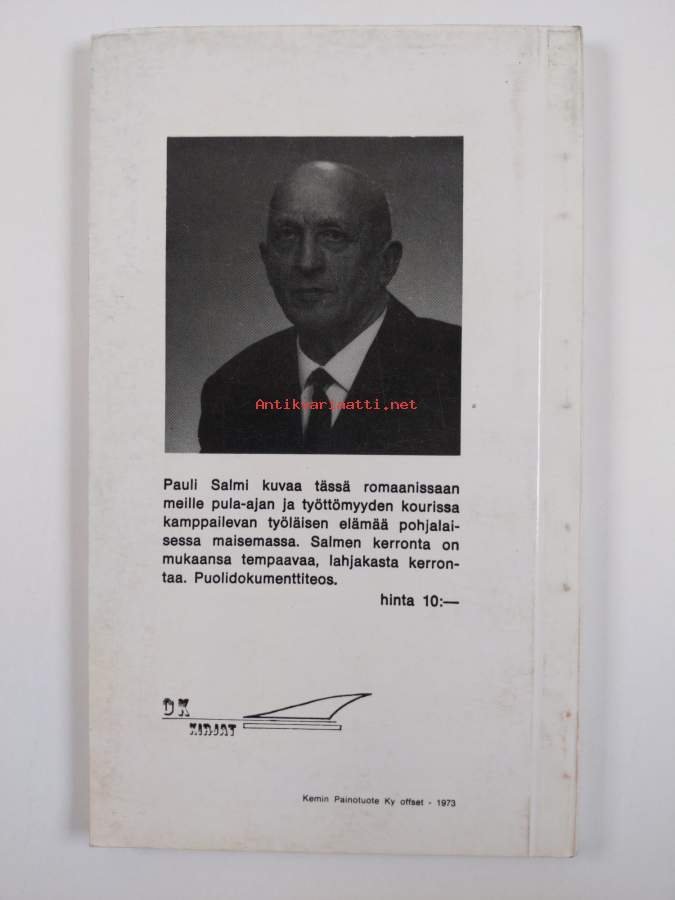 Antikvariaatti.net
Pauli Salmi kuvaa tässä romaanissaan
meille pula-ajan ja työttömyyden kourissa
kamppailevan työläisen elämää pohjalai-
sessa maisemassa. Salmen kerronta on
mukaansa tempaavaa, lahjakasta kerron-
taa. Puolidokumenttiteos.
hinta 10:—
OK
KIRJAT
Kemin Painotuote Ky offset - 1973